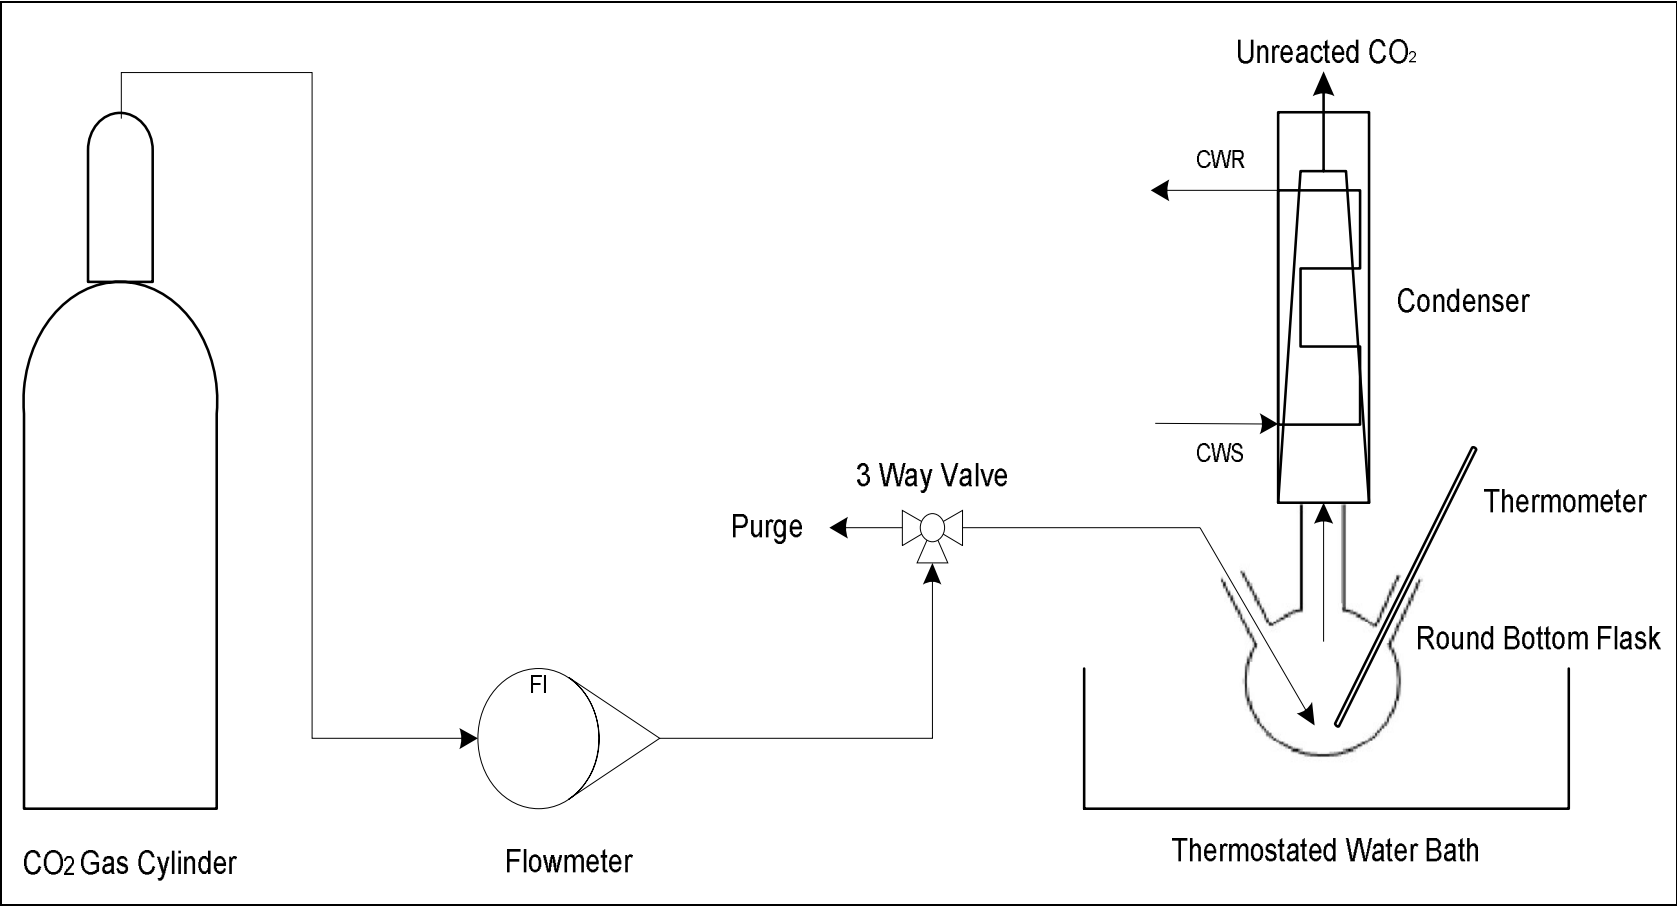 Unreacted CO₂
CWR
Condenser
CWS
3 Way Valve
Thermometer
Purge
Round Bottom Flask
FI
Thermostated Water Bath
CO2 Gas Cylinder
Flowmeter